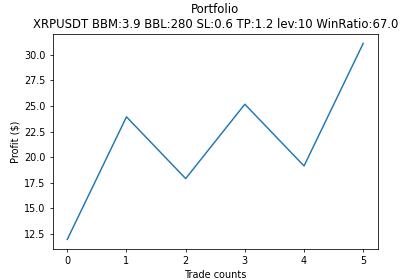 Portfolio
XRPUSDT BBM:3.9 BBL:280 SL:0.6 TP:1.2 lev:10 WinRatio:67.0
Profit ($)
30.0
27.5
25.0
22.5
20.0
17.5
15.0
12.5
0 1 2 3 4 5
Trade counts